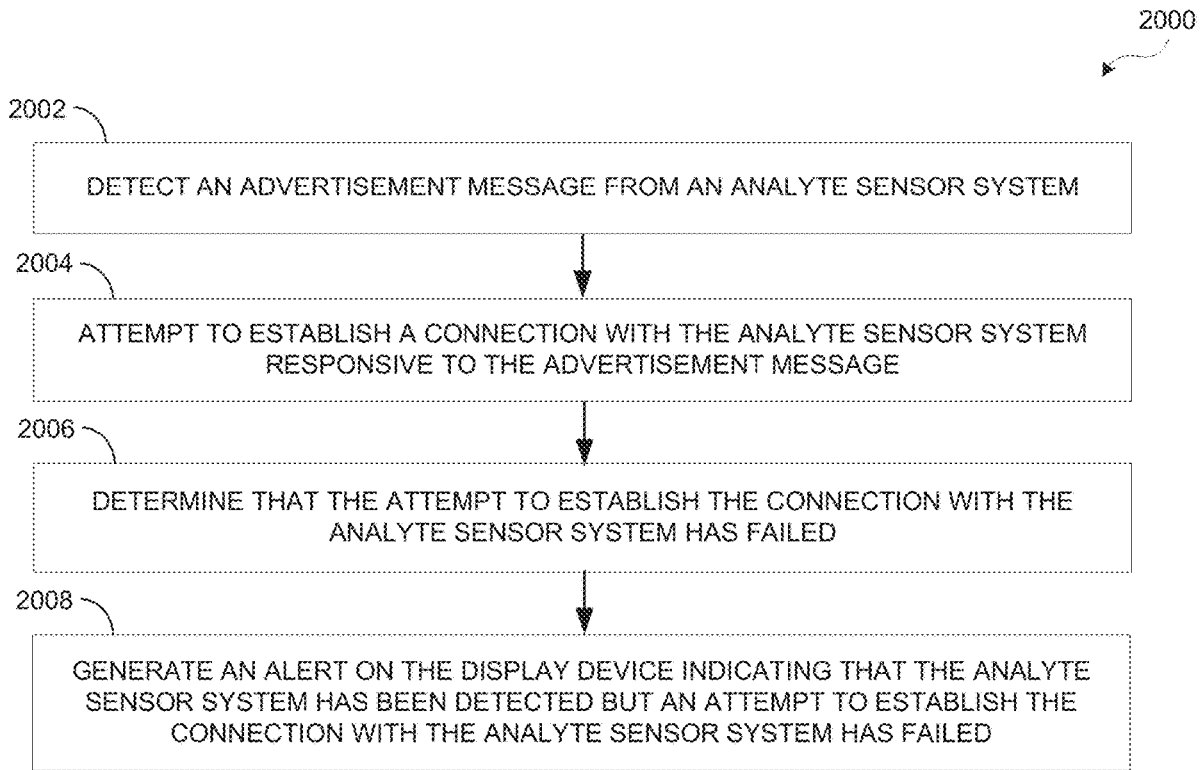 2000
2002
DETECT AN ADVERTISEMENT MESSAGE FROM AN ANALYTE SENSOR SYSTEM
2004
ATTEMPT TO ESTABLISH A CONNECTION WITH THE ANALYTE SENSOR SYSTEM
RESPONSIVE TO THE ADVERTISEMENT MESSAGE
2006
DETERMINE THAT THE ATTEMPT TO ESTABLISH THE CONNECTION WITH THE
ANALYTE SENSOR SYSTEM HAS FAILED
2008
GENERATE AN ALERT ON THE DISPLAY DEVICE INDICATING THAT THE ANALYTE
SENSOR SYSTEM HAS BEEN DETECTED BUT AN ATTEMPT TO ESTABLISH THE
CONNECTION WITH THE ANALYTE SENSOR SYSTEM HAS FAILED